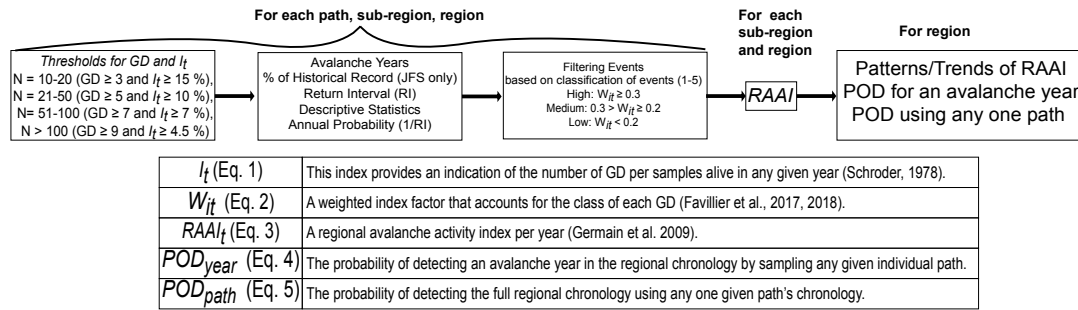 For each path, sub-region, region
For each
sub-region
and region
For region
Thresholds for GD and It
N = 10-20 (GD ≥ 3 and It ≥ 15 %),
N = 21-50 (GD ≥ 5 and It ≥ 10 %),
N= 51-100 (GD ≥ 7 and It ≥ 7 %),
N > 100 (GD ≥ 9 and It ≥ 4.5 %)
Avalanche Years
% of Historical Record (JFS only)
Return Interval (RI)
Descriptive Statistics
Annual Probability (1/RI)
Filtering Events
based on classification of events (1-5)
High: Wit ≥ 0.3
Medium: 0.3 > Wit ≥ 0.2
Low: Wit < 0.2
RAAI
Patterns/Trends of RAAI
POD for an avalanche year
POD using any one path
It (Eq. 1) This index provides an indication of the number of GD per samples alive in any given year (Schroder, 1978).
Wit (Eq. 2) A weighted index factor that accounts for the class of each GD (Favillier et al., 2017, 2018).
RAAIt (Eq. 3) A regional avalanche activity index per year (Germain et al. 2009).
PODyear (Eq. 4) The probability of detecting an avalanche year in the regional chronology by sampling any given individual path.
PODpath (Eq. 5) The probability of detecting the full regional chronology using any one given path's chronology.